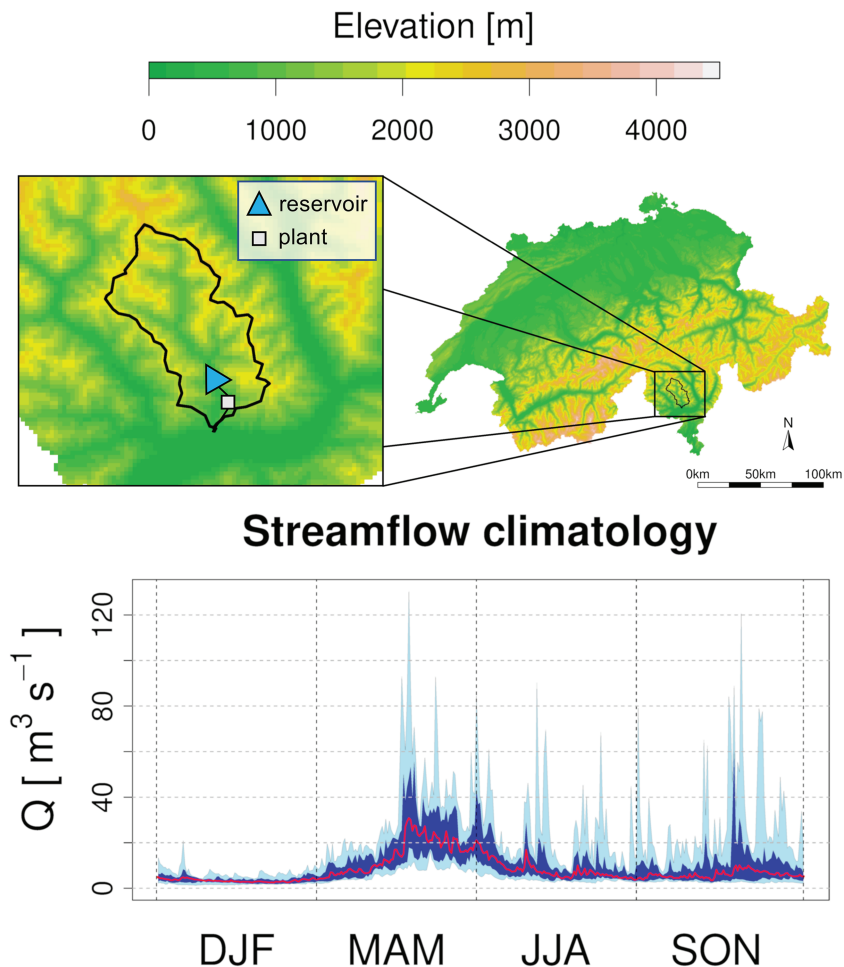 Elevation [m]
0 1000 2000 3000 4000
reservoir
plant
N
0km 50km 100km
Streamflow climatology
Q [ m³ s⁻¹ ]
120
80
40
0
DJF MAM JJA SON